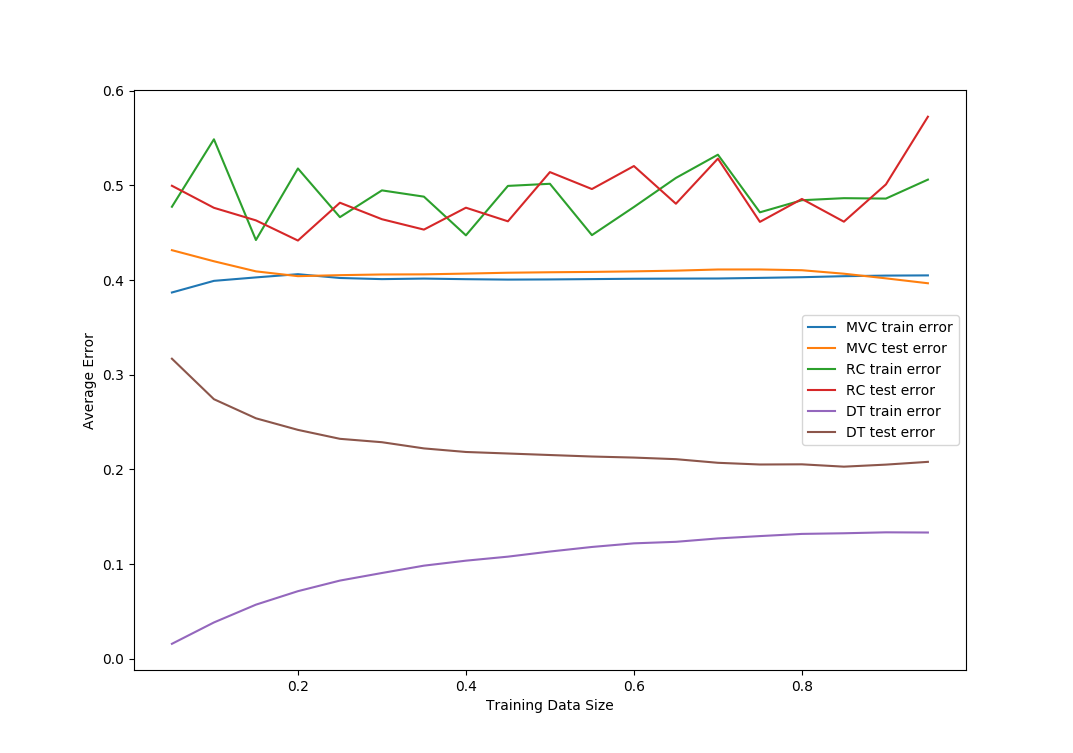 0.6
0.5
0.4
0.3
0.2
0.1
0.0
Average Error
MVC train error
MVC test error
RC train error
RC test error
DT train error
DT test error
0.2 0.4 0.6 0.8
Training Data Size